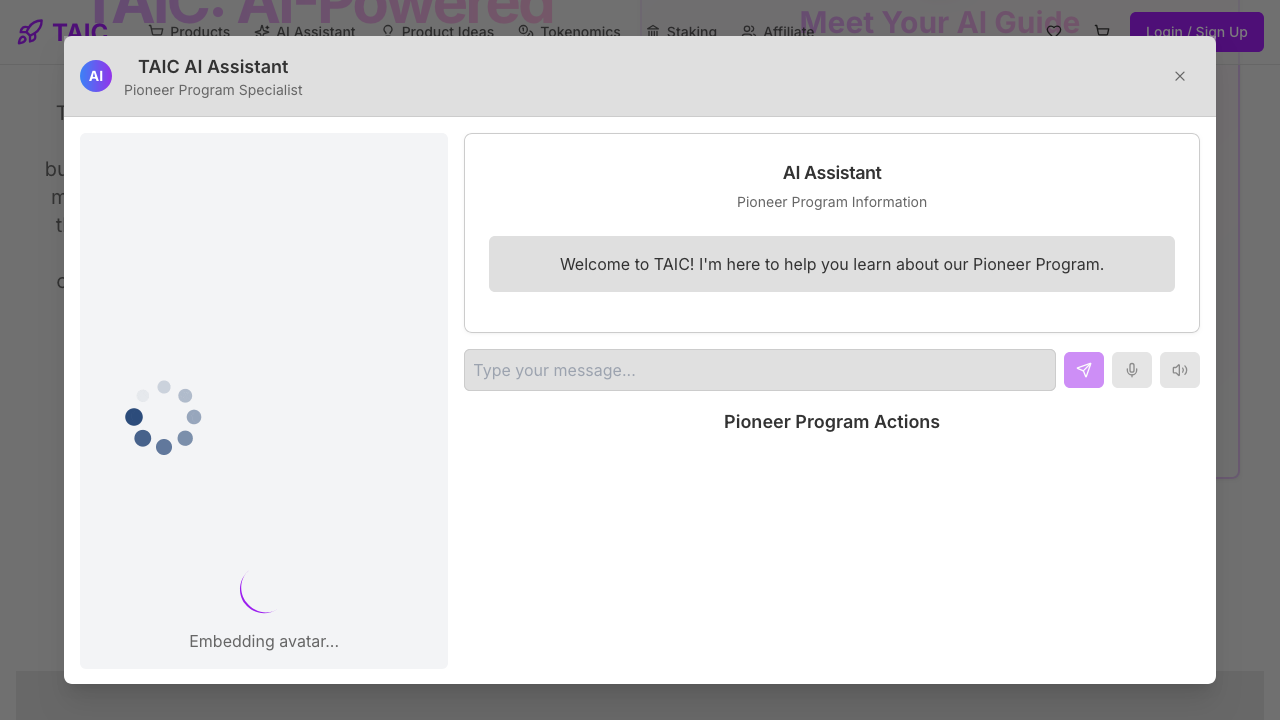 TAIC: AI-Powered
Meet Your AI Guide
TAIC
Products
AI Assistant
Product Ideas
Tokenomics
Staking
Affiliate
Login / Sign Up
AI
TAIC AI Assistant
Pioneer Program Specialist
AI Assistant
Pioneer Program Information
Welcome to TAIC! I'm here to help you learn about our Pioneer Program.
Type your message...
Pioneer Program Actions
Embedding avatar...